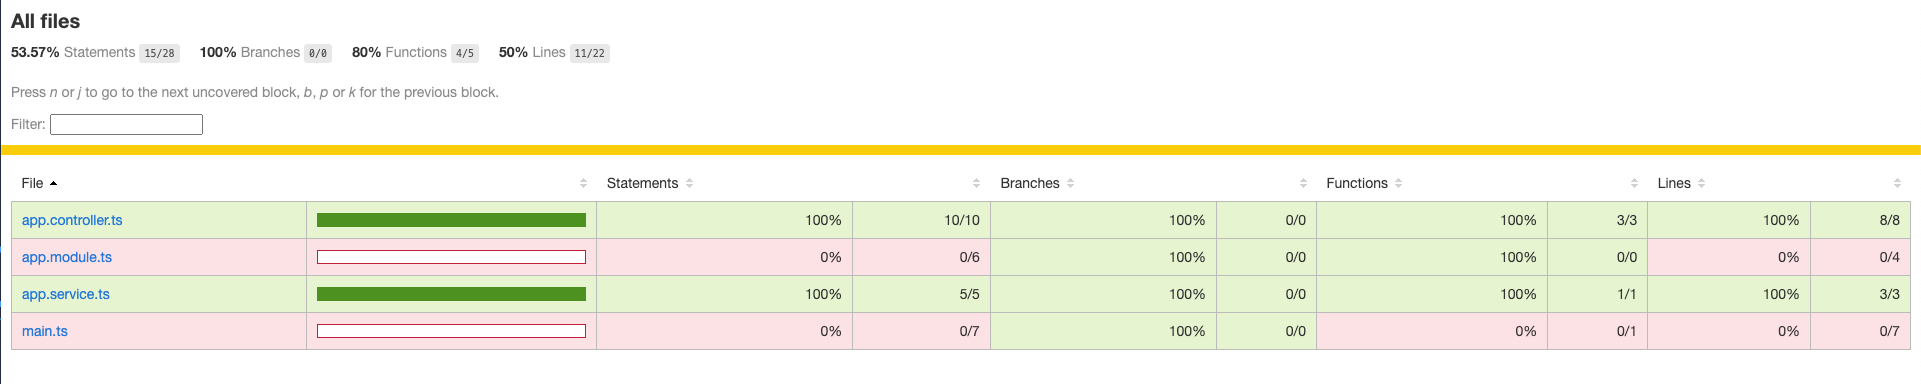 All files
53.57% Statements 15/28 100% Branches 0/0 80% Functions 4/5 50% Lines 11/22
Press n or j to go to the next uncovered block, b, p or k for the previous block.
Filter:
File Statements Branches Functions Lines
app.controller.ts 100% 10/10 100% 0/0 100% 3/3 100% 8/8
app.module.ts 0% 0/6 100% 0/0 100% 0/0 0% 0/4
app.service.ts 100% 5/5 100% 0/0 100% 1/1 100% 3/3
main.ts 0% 0/7 100% 0/0 0% 0/1 0% 0/7